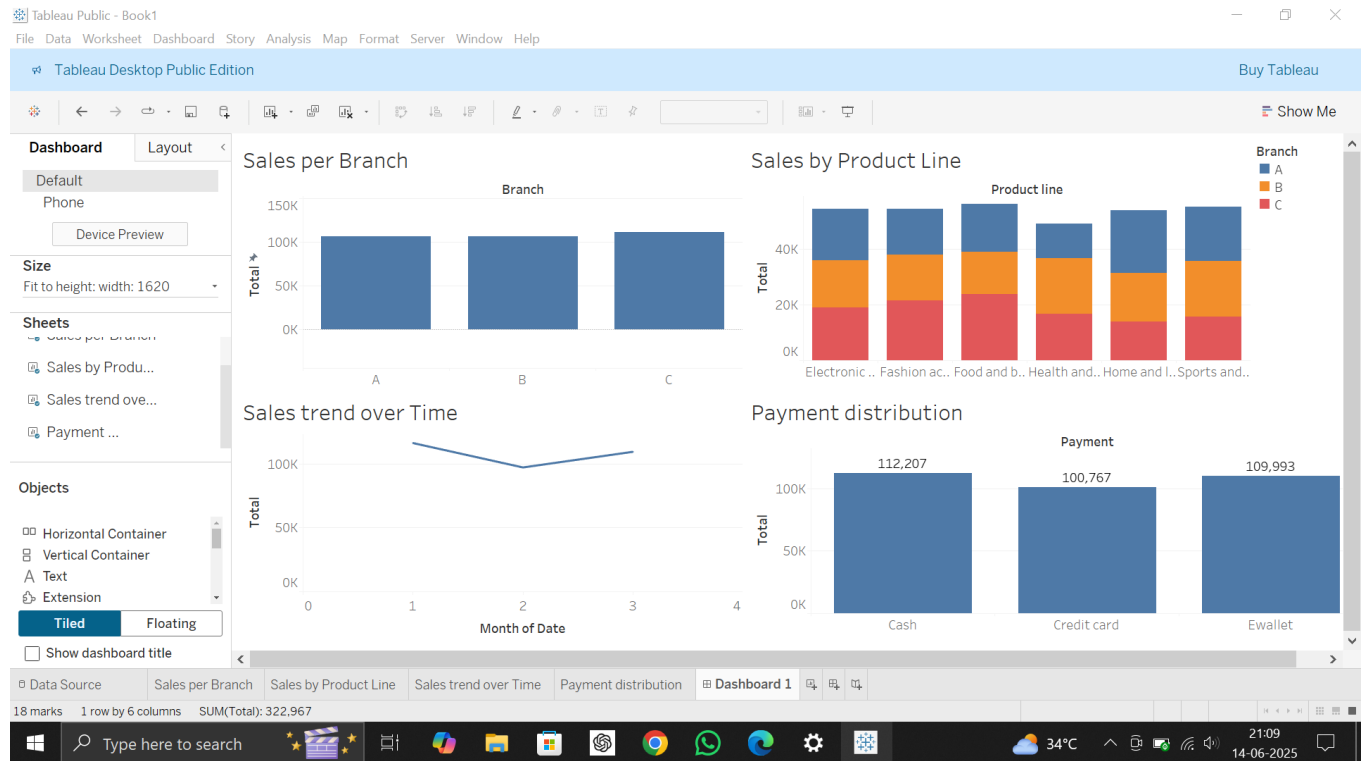 Tableau Public - Book1
File Data Worksheet Dashboard Story Analysis Map Format Server Window Help
Tableau Desktop Public Edition
Buy Tableau
Show Me
Dashboard Layout
Default
Phone
Device Preview
Size
Fit to height: width: 1620
Sheets
Sales per Branch
Sales by Produ...
Sales trend ove...
Payment ...
Objects
Horizontal Container
Vertical Container
A Text
Extension
Tiled Floating
Show dashboard title
Sales per Branch
Branch
150K
100K
50K
0K
Total
A B C
Sales by Product Line
Product line
40K
20K
0K
Total
Electronic .. Fashion ac.. Food and b.. Health and.. Home and l.. Sports and..
Branch
A
B
C
Sales trend over Time
100K
50K
0K
Total
0 1 2 3 4
Month of Date
Payment distribution
Payment
112,207 100,767 109,993
100K
50K
0K
Total
Cash Credit card Ewallet
Data Source Sales per Branch Sales by Product Line Sales trend over Time Payment distribution Dashboard 1
18 marks 1 row by 6 columns SUM(Total): 322,967
Type here to search
34°C
21:09
14-06-2025